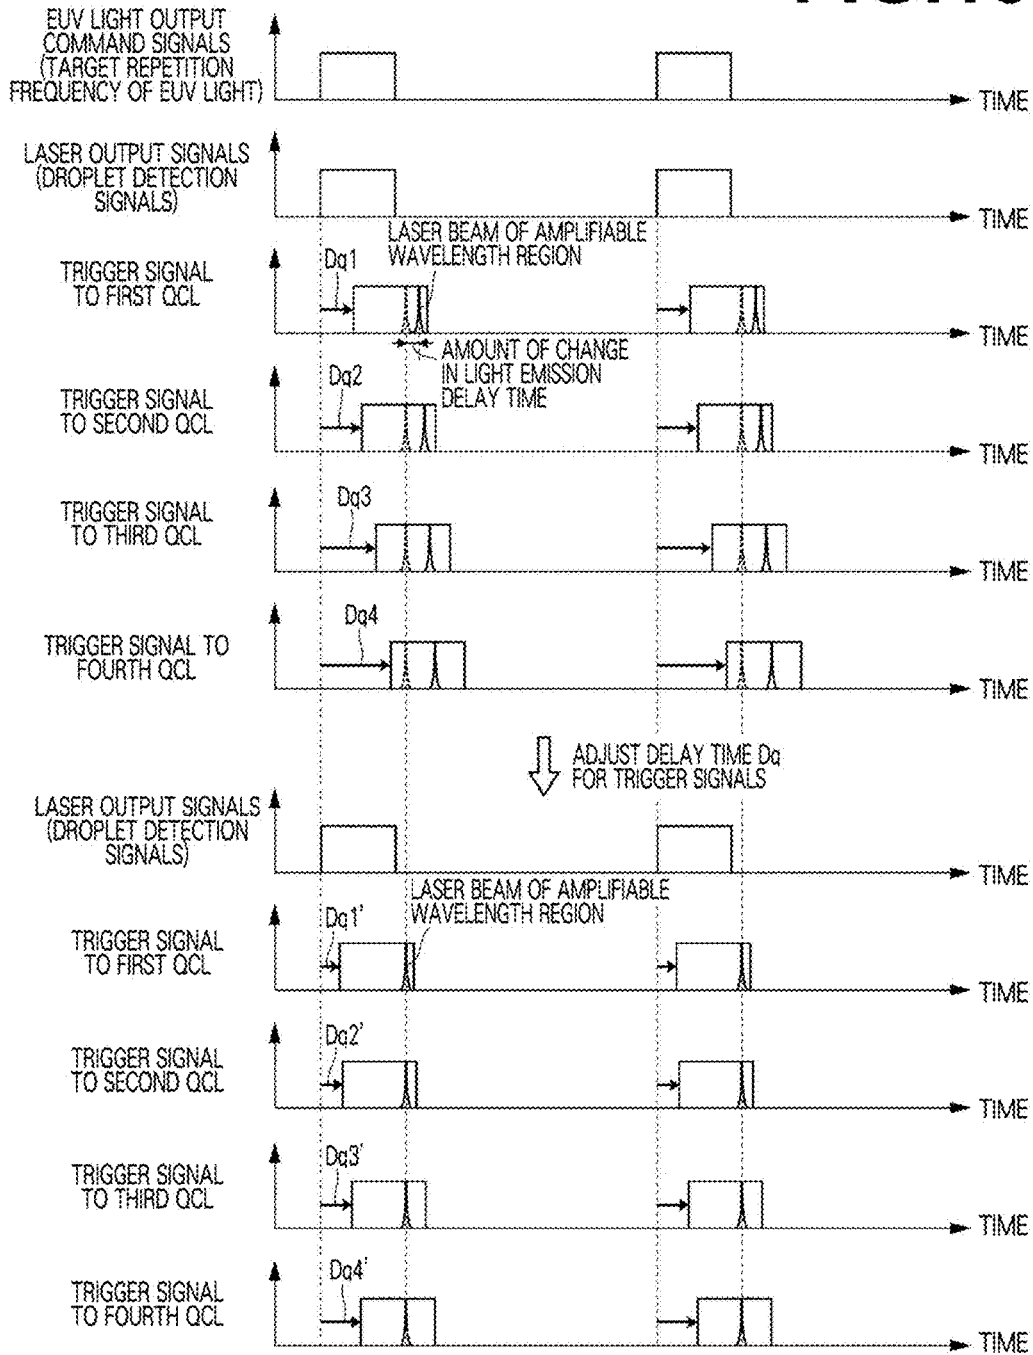 EUV LIGHT OUTPUT
COMMAND SIGNALS
(TARGET REPETITION
FREQUENCY OF EUV LIGHT)
TIME
LASER OUTPUT SIGNALS
(DROPLET DETECTION
SIGNALS)
TIME
LASER BEAM OF AMPLIFIABLE
WAVELENGTH REGION
TRIGGER SIGNAL
TO FIRST QCL
Dq1
TIME
AMOUNT OF CHANGE
IN LIGHT EMISSION
DELAY TIME
TRIGGER SIGNAL
TO SECOND QCL
Dq2
TIME
TRIGGER SIGNAL
TO THIRD QCL
Dq3
TIME
TRIGGER SIGNAL TO
FOURTH QCL
Dq4
TIME
ADJUST DELAY TIME Dq
FOR TRIGGER SIGNALS
LASER OUTPUT SIGNALS
(DROPLET DETECTION
SIGNALS)
TIME
LASER BEAM OF AMPLIFIABLE
WAVELENGTH REGION
TRIGGER SIGNAL
TO FIRST QCL
Dq1'
TIME
TRIGGER SIGNAL
TO SECOND QCL
Dq2'
TIME
TRIGGER SIGNAL
TO THIRD QCL
Dq3'
TIME
TRIGGER SIGNAL
TO FOURTH QCL
Dq4'
TIME